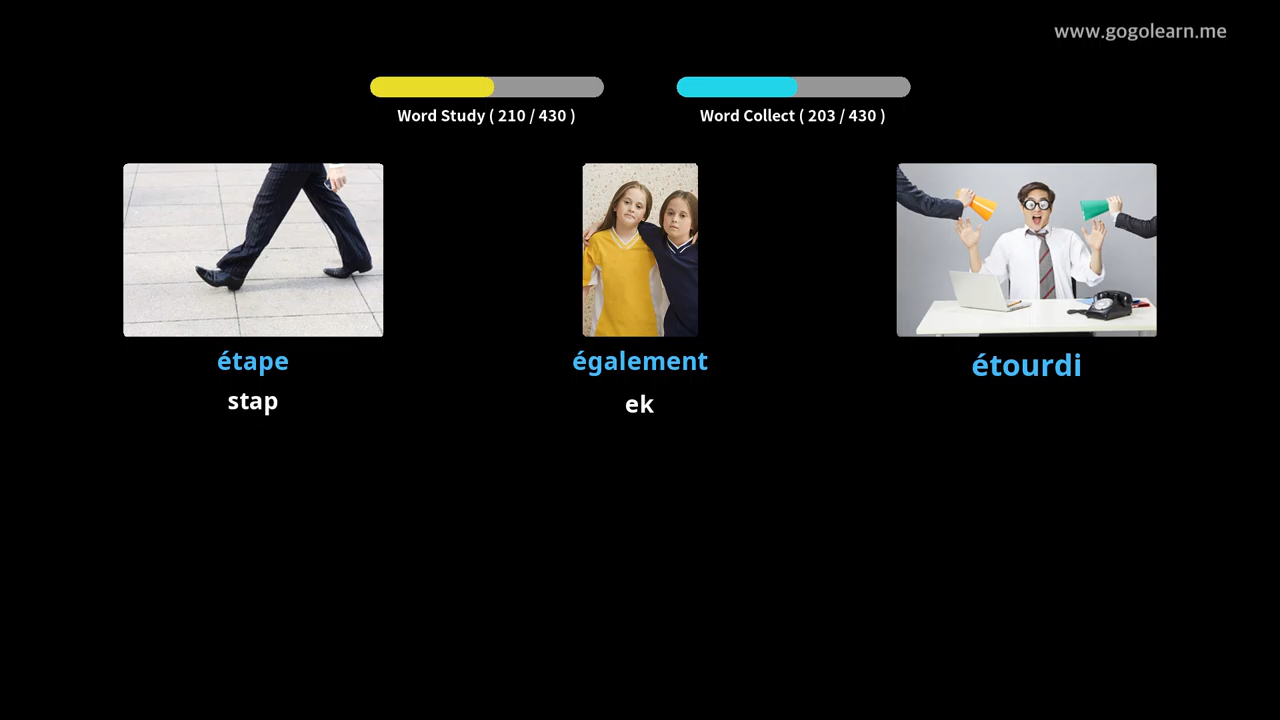 www.gogolearn.me
Word Study ( 210 / 430 )
Word Collect ( 203 / 430 )
étape
également
étourdi
stap
ek